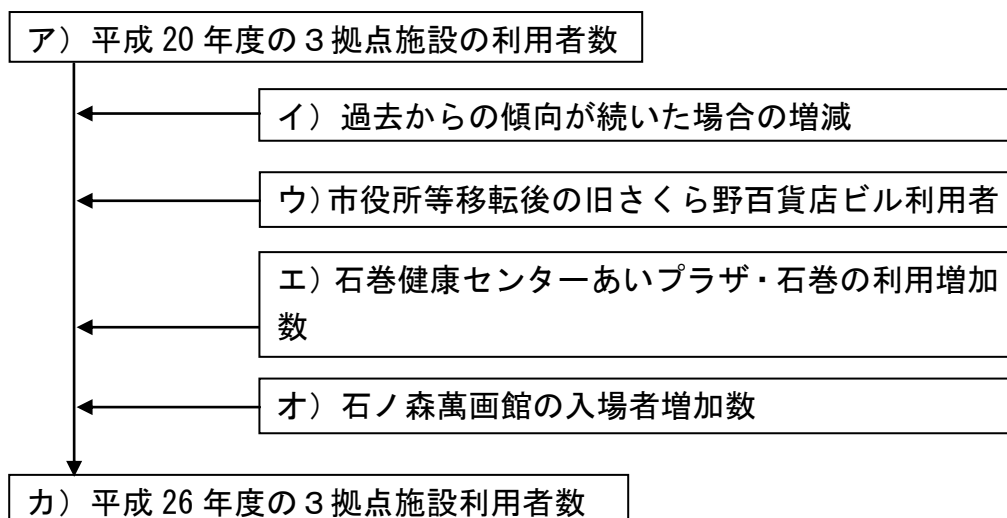 ア）平成 20 年度の３拠点施設の利用者数
イ）過去からの傾向が続いた場合の増減
ウ）市役所等移転後の旧さくら野百貨店ビル利用者
エ）石巻健康センターあいプラザ・石巻の利用増加
数
オ）石ノ森萬画館の入場者増加数
カ）平成 26 年度の３拠点施設利用者数